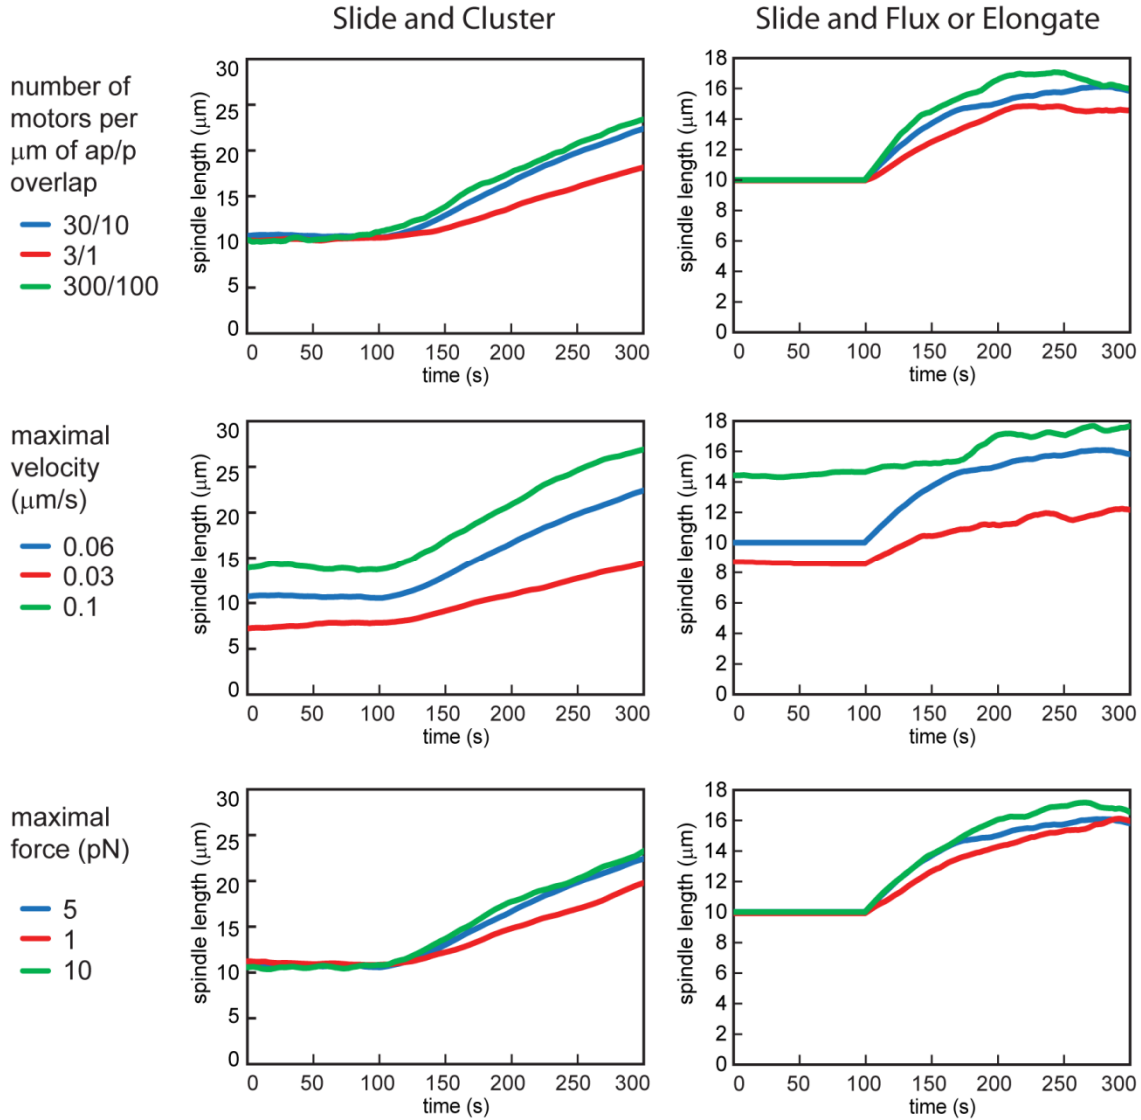 Slide and Cluster
Slide and Flux or Elongate
number of
motors per
μm of ap/p
overlap
30/10
3/1
300/100
spindle length (μm)
30
25
20
15
10
5
0
0 50 100 150 200 250 300
time (s)
spindle length (μm)
18
16
14
12
10
8
6
4
2
0
0 50 100 150 200 250 300
time (s)
maximal
velocity
(μm/s)
0.06
0.03
0.1
spindle length (μm)
30
25
20
15
10
5
0
0 50 100 150 200 250 300
time (s)
spindle length (μm)
18
16
14
12
10
8
6
4
2
0
0 50 100 150 200 250 300
time (s)
maximal
force (pN)
5
1
10
spindle length (μm)
30
25
20
15
10
5
0
0 50 100 150 200 250 300
time (s)
spindle length (μm)
18
16
14
12
10
8
6
4
2
0
0 50 100 150 200 250 300
time (s)